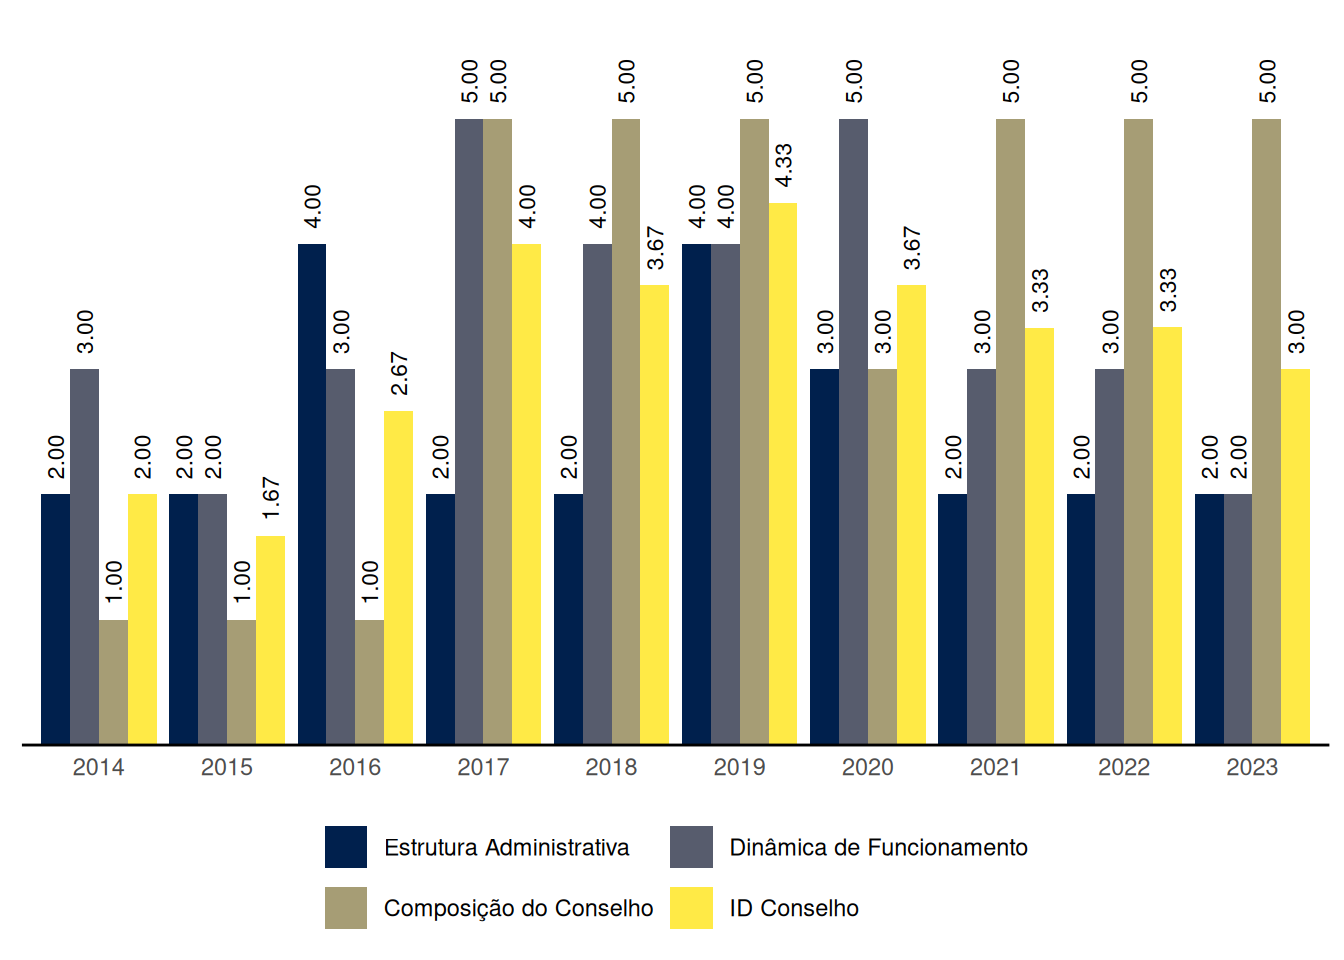 2.00 3.00 1.00 2.00
2.00 2.00 1.00 1.67
4.00 3.00 1.00 2.67
2.00 5.00 5.00 4.00
2.00 4.00 5.00 3.67
4.00 4.00 5.00 4.33
3.00 5.00 3.00 3.67
2.00 3.00 5.00 3.33
2.00 3.00 5.00 3.33
2.00 2.00 5.00 3.00
2014 2015 2016 2017 2018 2019 2020 2021 2022 2023
Estrutura Administrativa Dinâmica de Funcionamento
Composição do Conselho ID Conselho